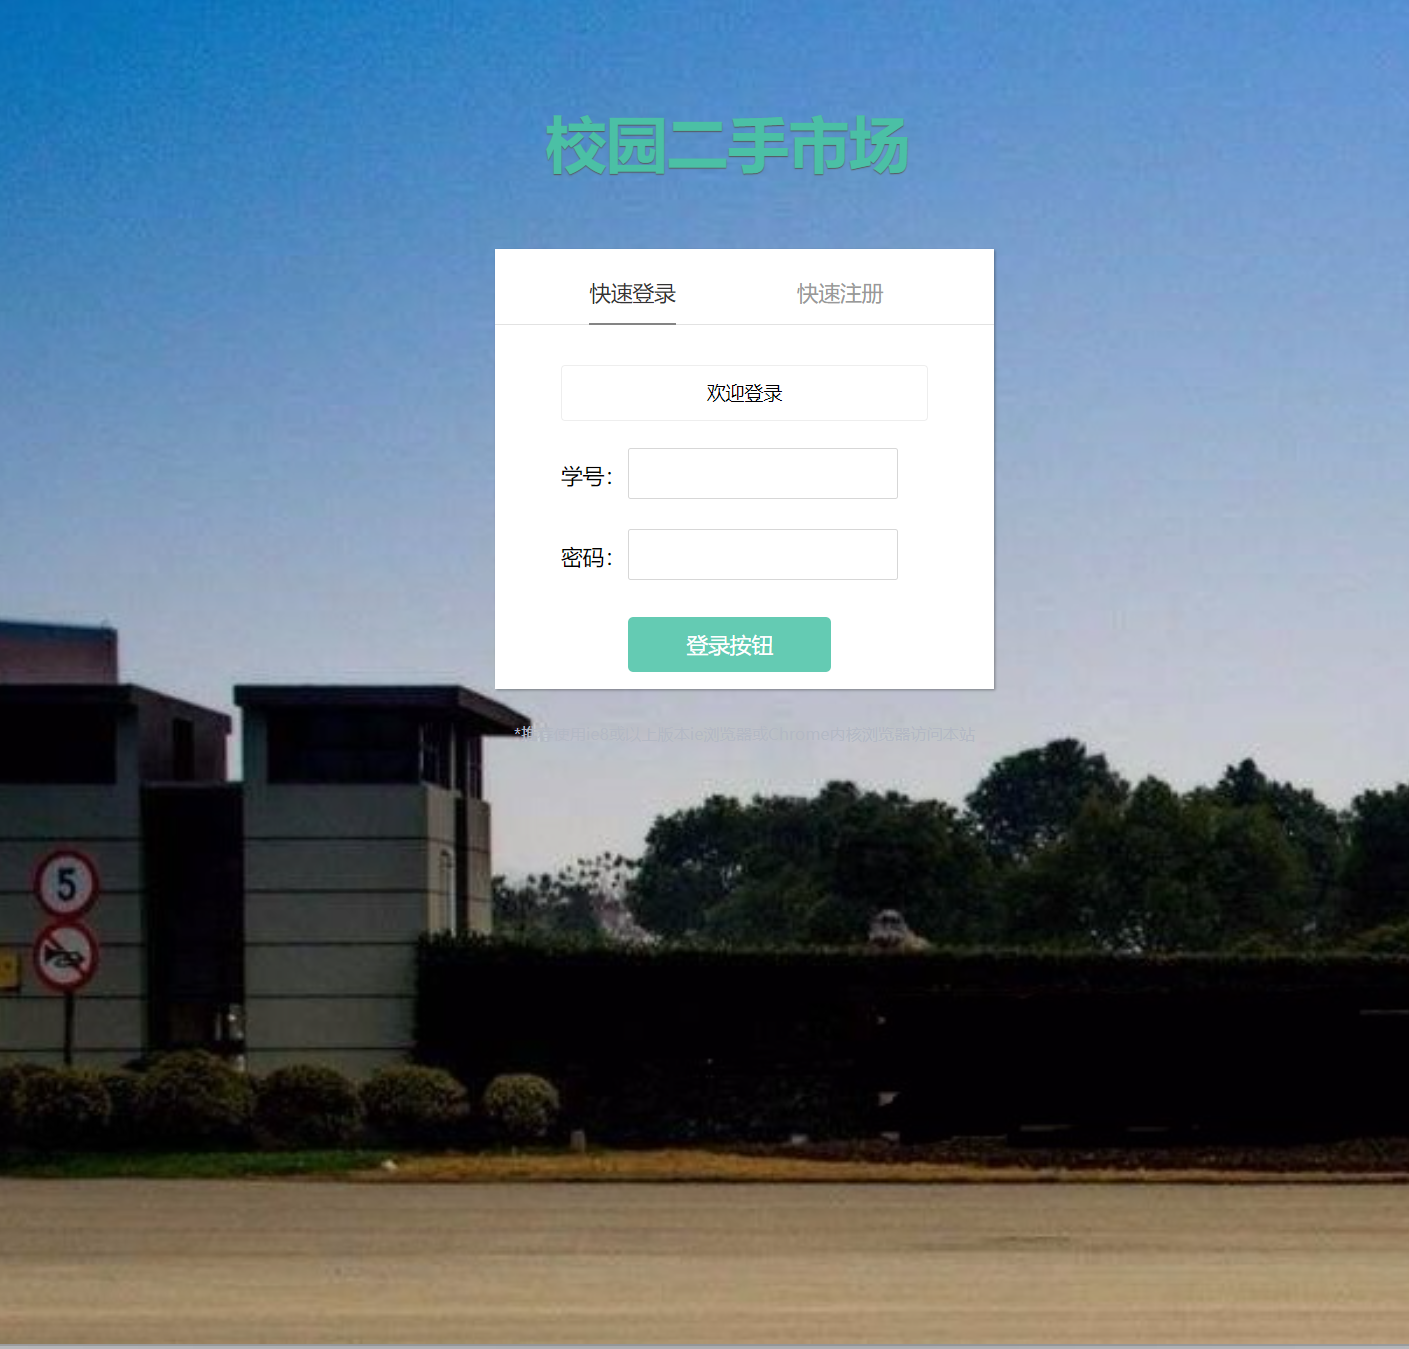 校园二手市场
快速登录 快速注册
欢迎登录
学号：
密码：
登录按钮
*推荐使用ie8或以上版本ie浏览器或Chrome内核浏览器访问本站
5